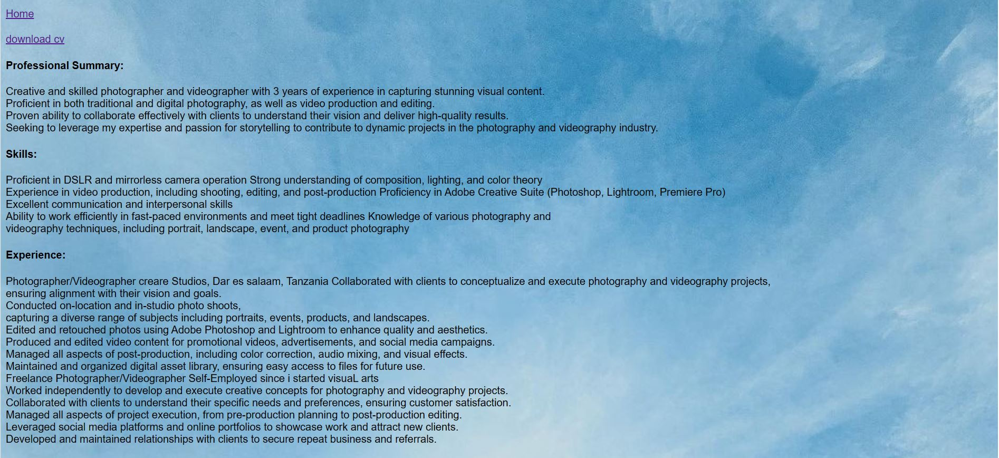 Home
download cv
Professional Summary:
Creative and skilled photographer and videographer with 3 years of experience in capturing stunning visual content.
Proficient in both traditional and digital photography, as well as video production and editing.
Proven ability to collaborate effectively with clients to understand their vision and deliver high-quality results.
Seeking to leverage my expertise and passion for storytelling to contribute to dynamic projects in the photography and videography industry.
Skills:
Proficient in DSLR and mirrorless camera operation Strong understanding of composition, lighting, and color theory
Experience in video production, including shooting, editing, and post-production Proficiency in Adobe Creative Suite (Photoshop, Lightroom, Premiere Pro)
Excellent communication and interpersonal skills
Ability to work efficiently in fast-paced environments and meet tight deadlines Knowledge of various photography and
videography techniques, including portrait, landscape, event, and product photography
Experience:
Photographer/Videographer creare Studios, Dar es salaam, Tanzania Collaborated with clients to conceptualize and execute photography and videography projects,
ensuring alignment with their vision and goals.
Conducted on-location and in-studio photo shoots,
capturing a diverse range of subjects including portraits, events, products, and landscapes.
Edited and retouched photos using Adobe Photoshop and Lightroom to enhance quality and aesthetics.
Produced and edited video content for promotional videos, advertisements, and social media campaigns.
Managed all aspects of post-production, including color correction, audio mixing, and visual effects.
Maintained and organized digital asset library, ensuring easy access to files for future use.
Freelance Photographer/Videographer Self-Employed since i started visuaL arts
Worked independently to develop and execute creative concepts for photography and videography projects.
Collaborated with clients to understand their specific needs and preferences, ensuring customer satisfaction.
Managed all aspects of project execution, from pre-production planning to post-production editing.
Leveraged social media platforms and online portfolios to showcase work and attract new clients.
Developed and maintained relationships with clients to secure repeat business and referrals.